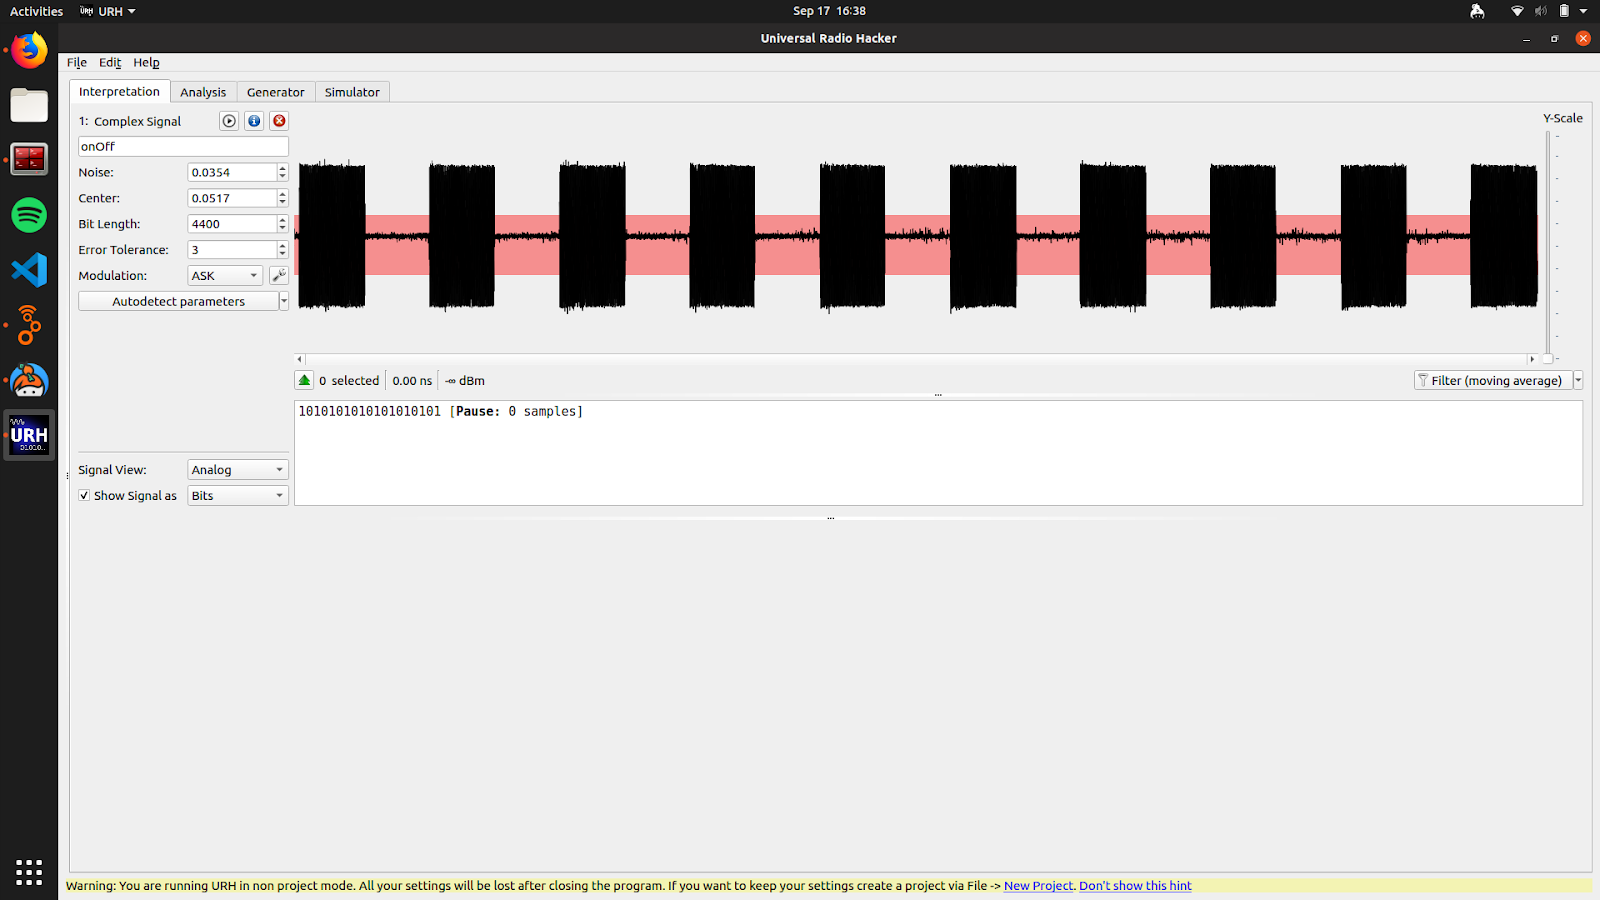 Activities URH Sep 17 16:38
Universal Radio Hacker
File Edit Help
Interpretation Analysis Generator Simulator
1: Complex Signal
Y-Scale
onOff
Noise: 0.0354
Center: 0.0517
Bit Length: 4400
Error Tolerance: 3
Modulation: ASK
Autodetect parameters
0 selected 0.00 ns -∞ dBm Filter (moving average)
1010101010101010101 [Pause: 0 samples]
URH
Signal View: Analog
Show Signal as Bits
Warning: You are running URH in non project mode. All your settings will be lost after closing the program. If you want to keep your settings create a project via File -> New Project. Don't show this hint